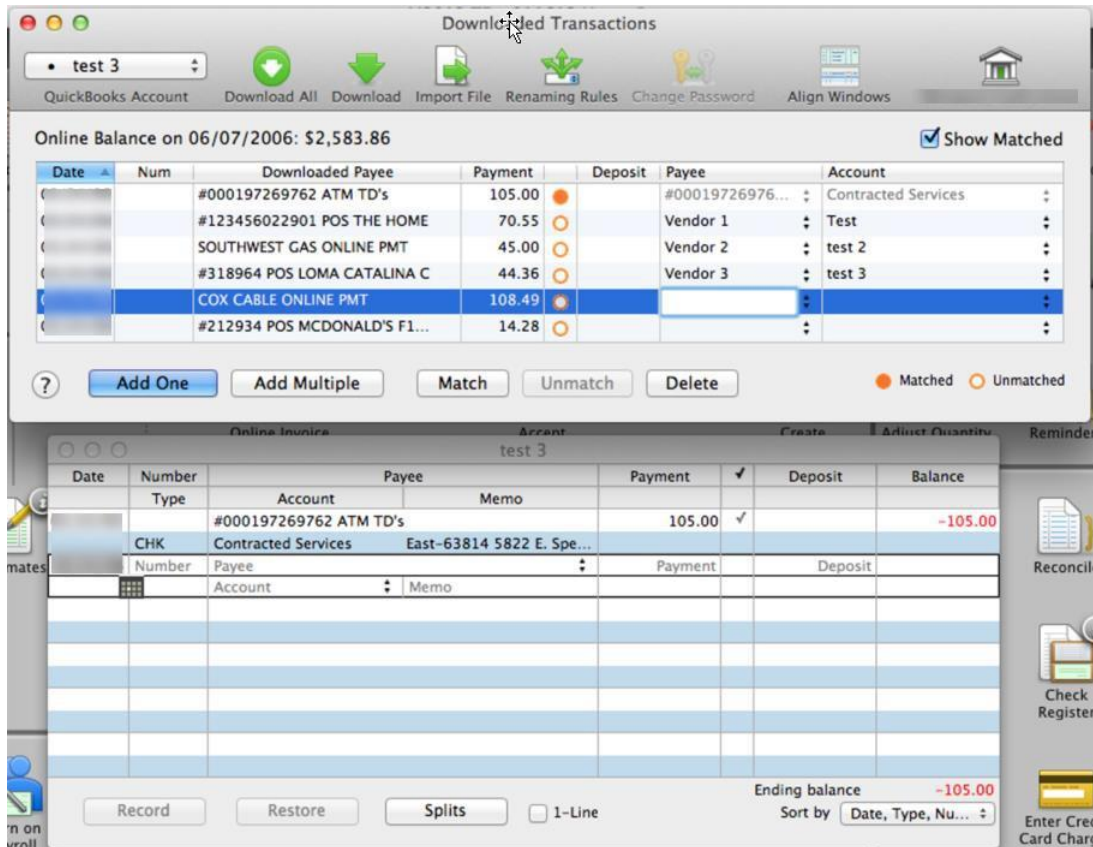 Downloaded Transactions
test 3
QuickBooks Account Download All Download Import File Renaming Rules Change Password Align Windows
Online Balance on 06/07/2006: $2,583.86 Show Matched
Date Num Downloaded Payee Payment Deposit Payee Account
#000197269762 ATM TD's 105.00 #00019726976... Contracted Services
#123456022901 POS THE HOME 70.55 Vendor 1 Test
SOUTHWEST GAS ONLINE PMT 45.00 Vendor 2 test 2
#318964 POS LOMA CATALINA C 44.36 Vendor 3 test 3
COX CABLE ONLINE PMT 108.49
#212934 POS MCDONALD'S F1... 14.28
? Add One Add Multiple Match Unmatch Delete Matched Unmatched
Online Invoice Create Adjust Quantity Reminde
test 3
Date Number Payee Payment ✓ Deposit Balance
Type Account Memo
#000197269762 ATM TD's 105.00 ✓ -105.00
CHK Contracted Services East-63814 5822 E. Spe...
mates Number Payee Payment Deposit Reconcil
Account Memo
Check
Register
Ending balance -105.00
Record Restore Splits 1-Line Sort by Date, Type, Nu...
rn on Enter Cre
Card Char